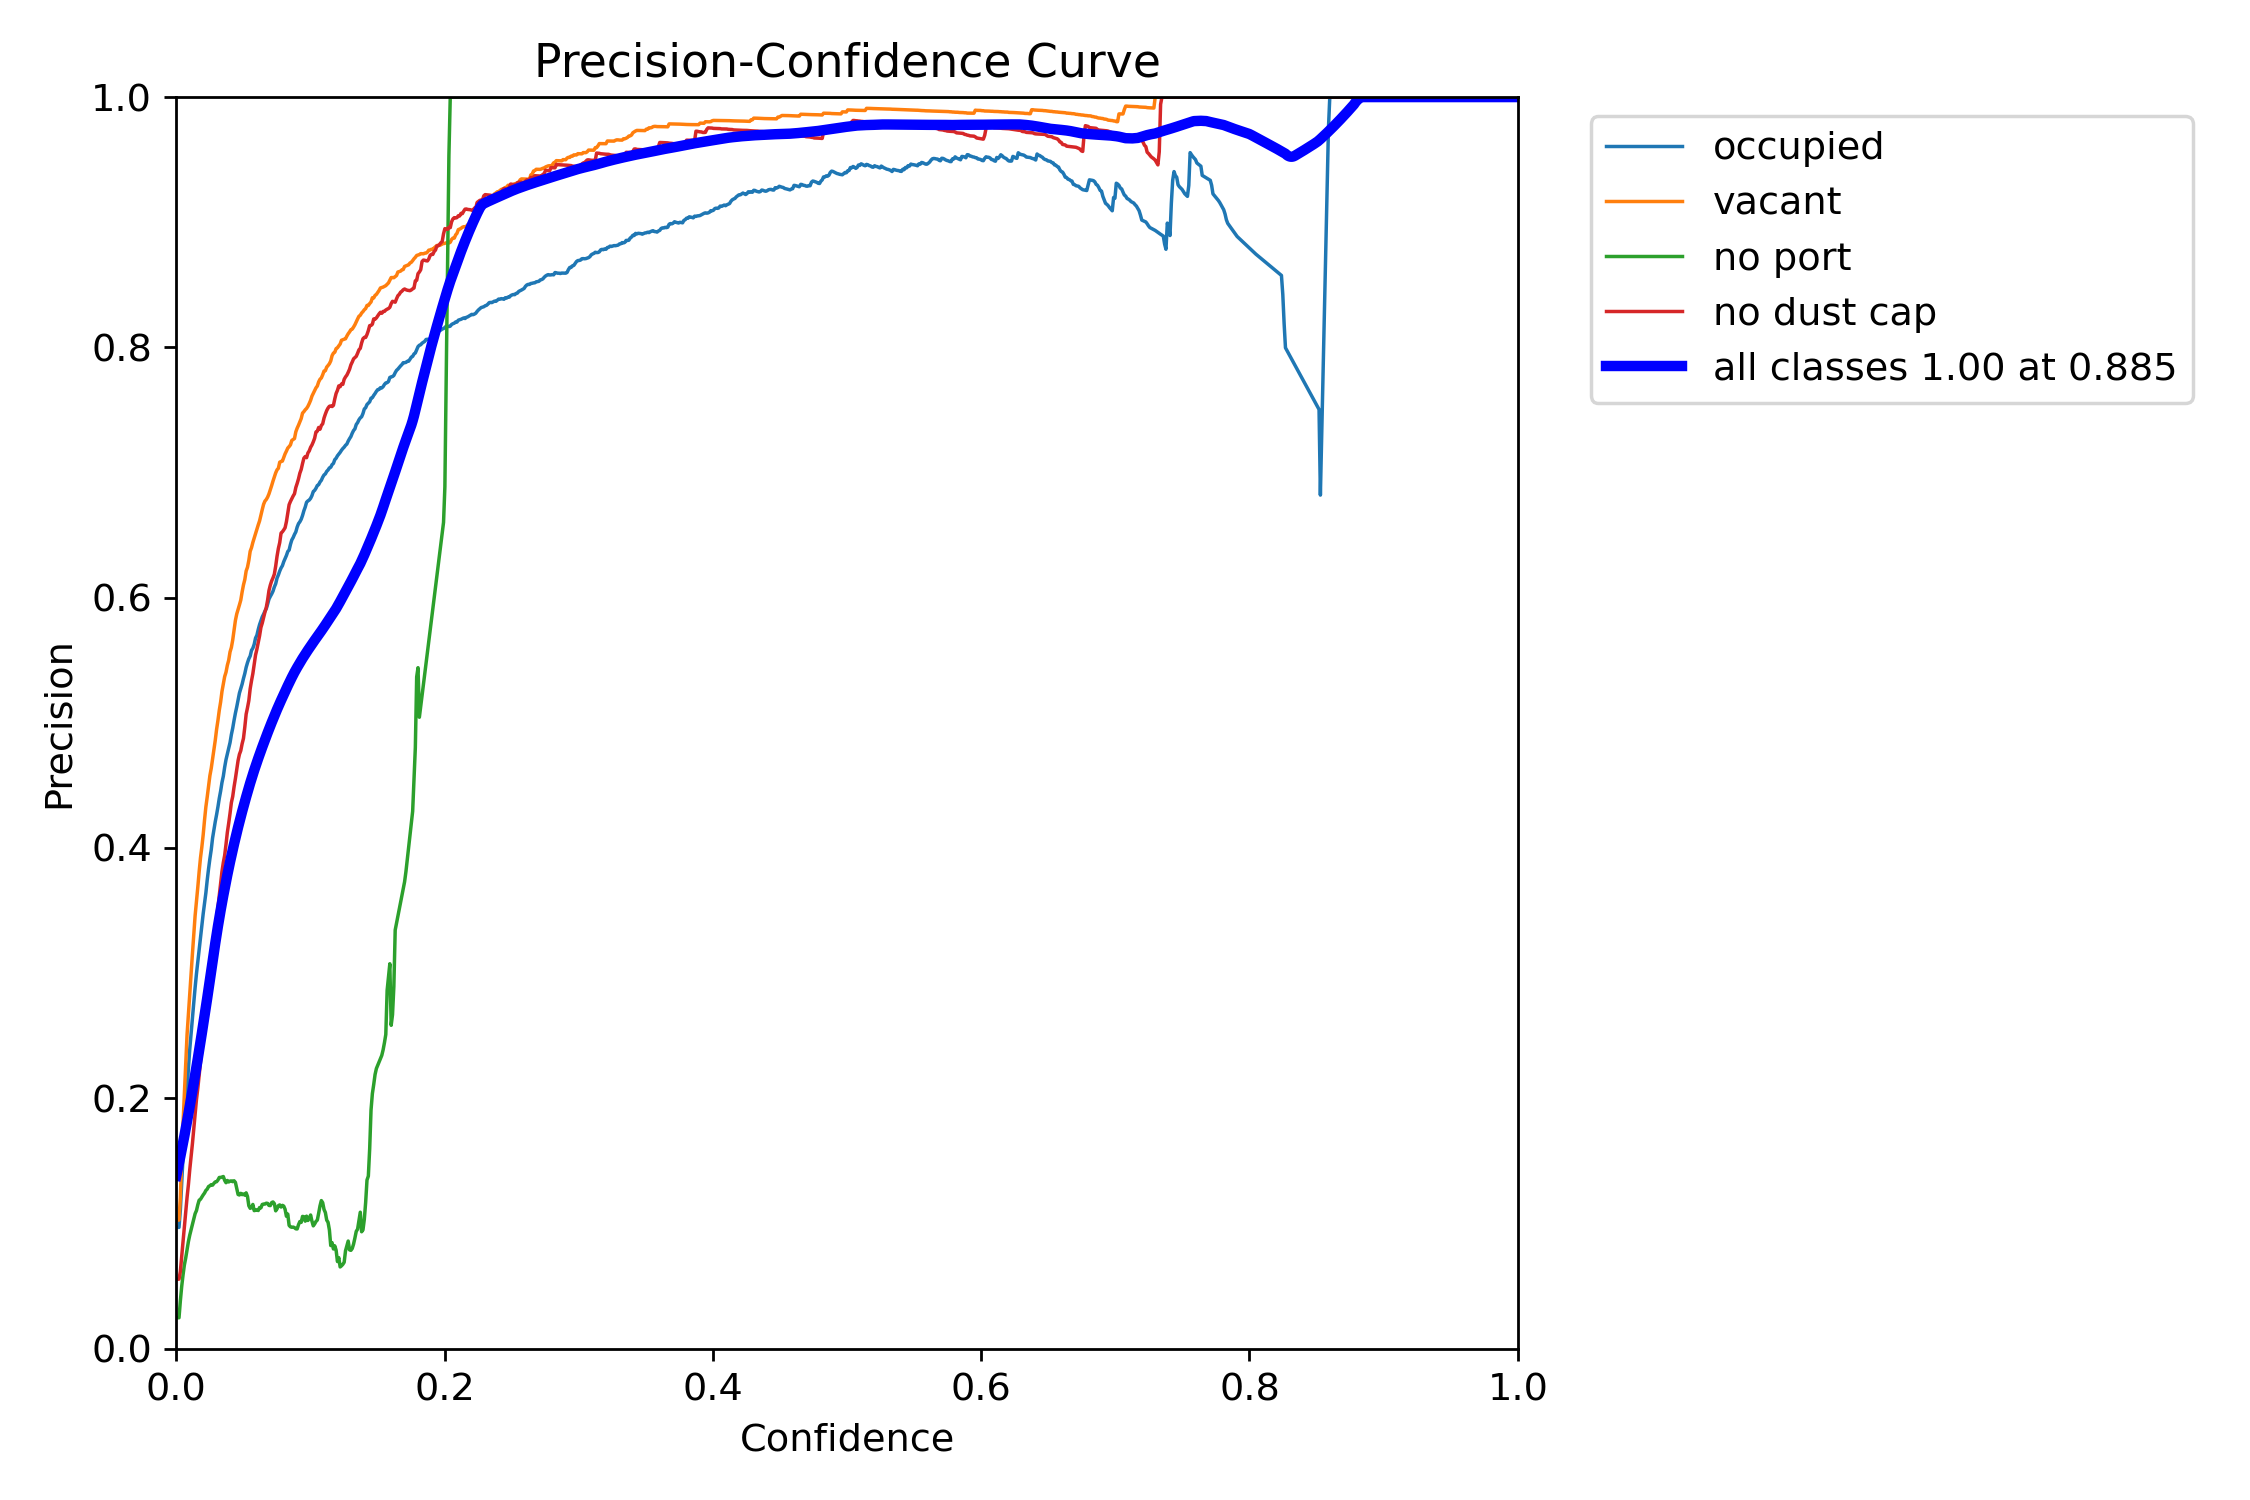 Precision-Confidence Curve
1.0
0.8
0.6
0.4
0.2
0.0
Precision
0.0 0.2 0.4 0.6 0.8 1.0
Confidence
occupied
vacant
no port
no dust cap
all classes 1.00 at 0.885